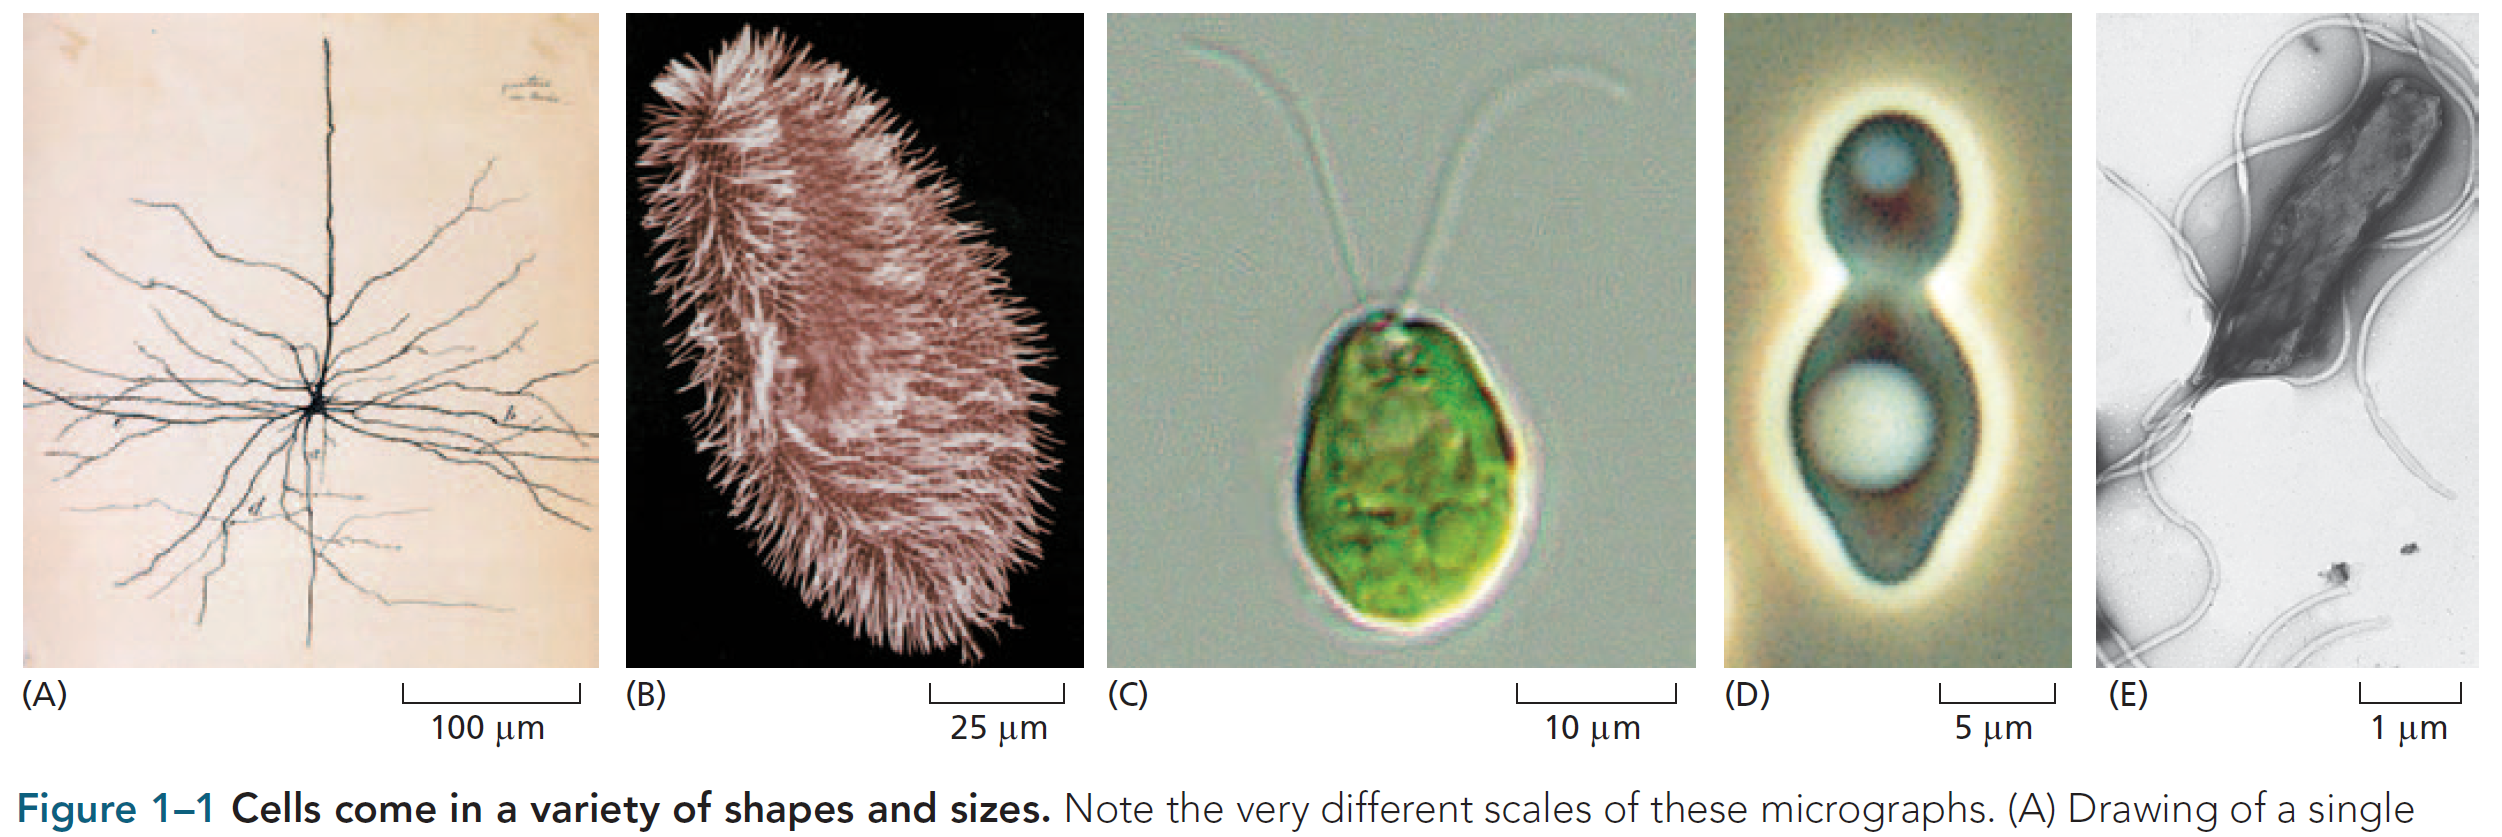 (A)
100 μm
(B)
25 μm
(C)
10 μm
(D)
5 μm
(E)
1 μm
Figure 1–1 Cells come in a variety of shapes and sizes. Note the very different scales of these micrographs. (A) Drawing of a single